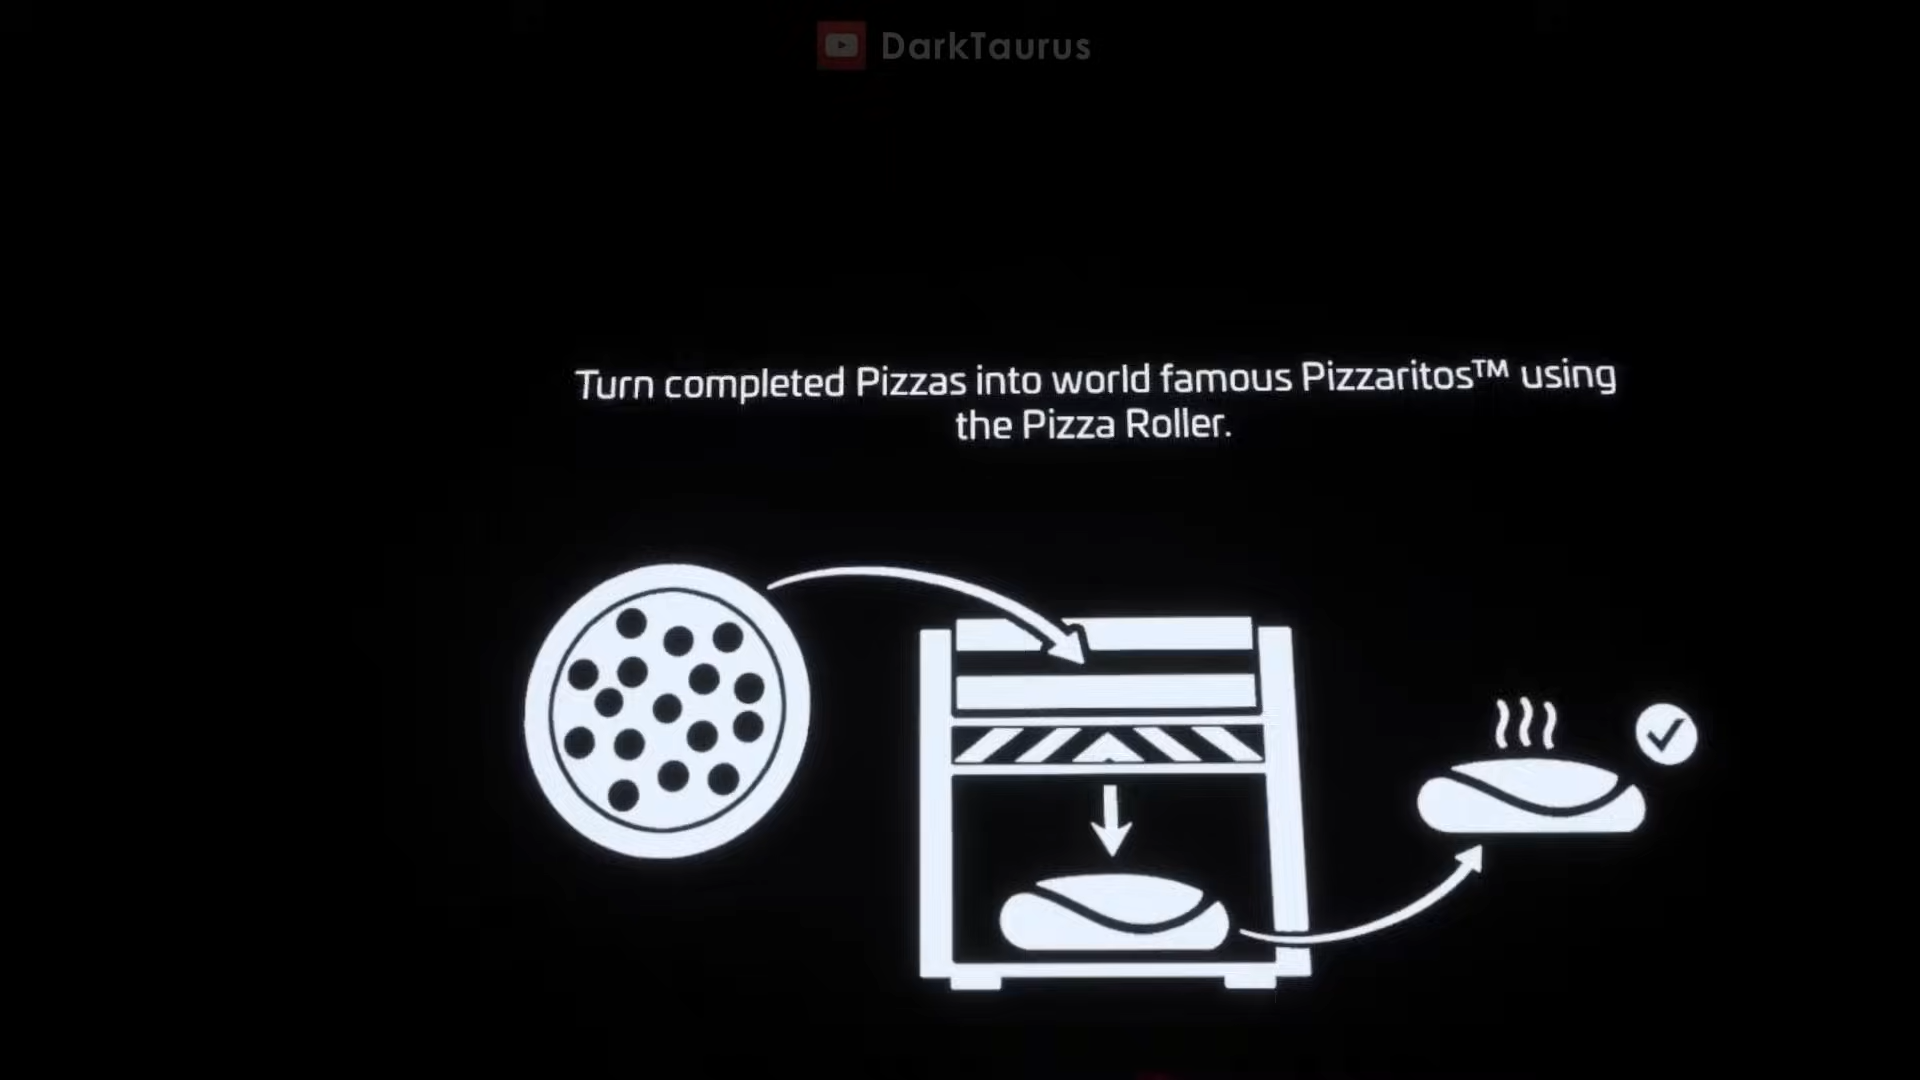 DarkTaurus
Turn completed Pizzas into world famous Pizzaritos™ using
the Pizza Roller.